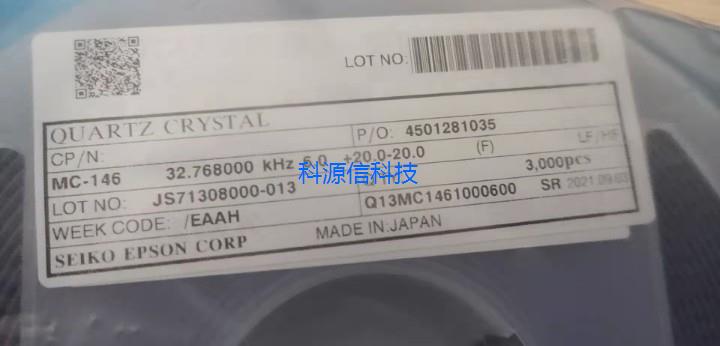 LOT NO:
QUARTZ CRYSTAL
CP/N:
P/O: 4501281035
MC-146 32.768000 kHz 6.0 +20.0-20.0 (F) LF/HF
科源信科技
LOT NO: JS71308000-013 3,000pcs
WEEK CODE: /EAAH Q13MC1461000600 SR 2021.09.03
SEIKO EPSON CORP MADE IN:JAPAN